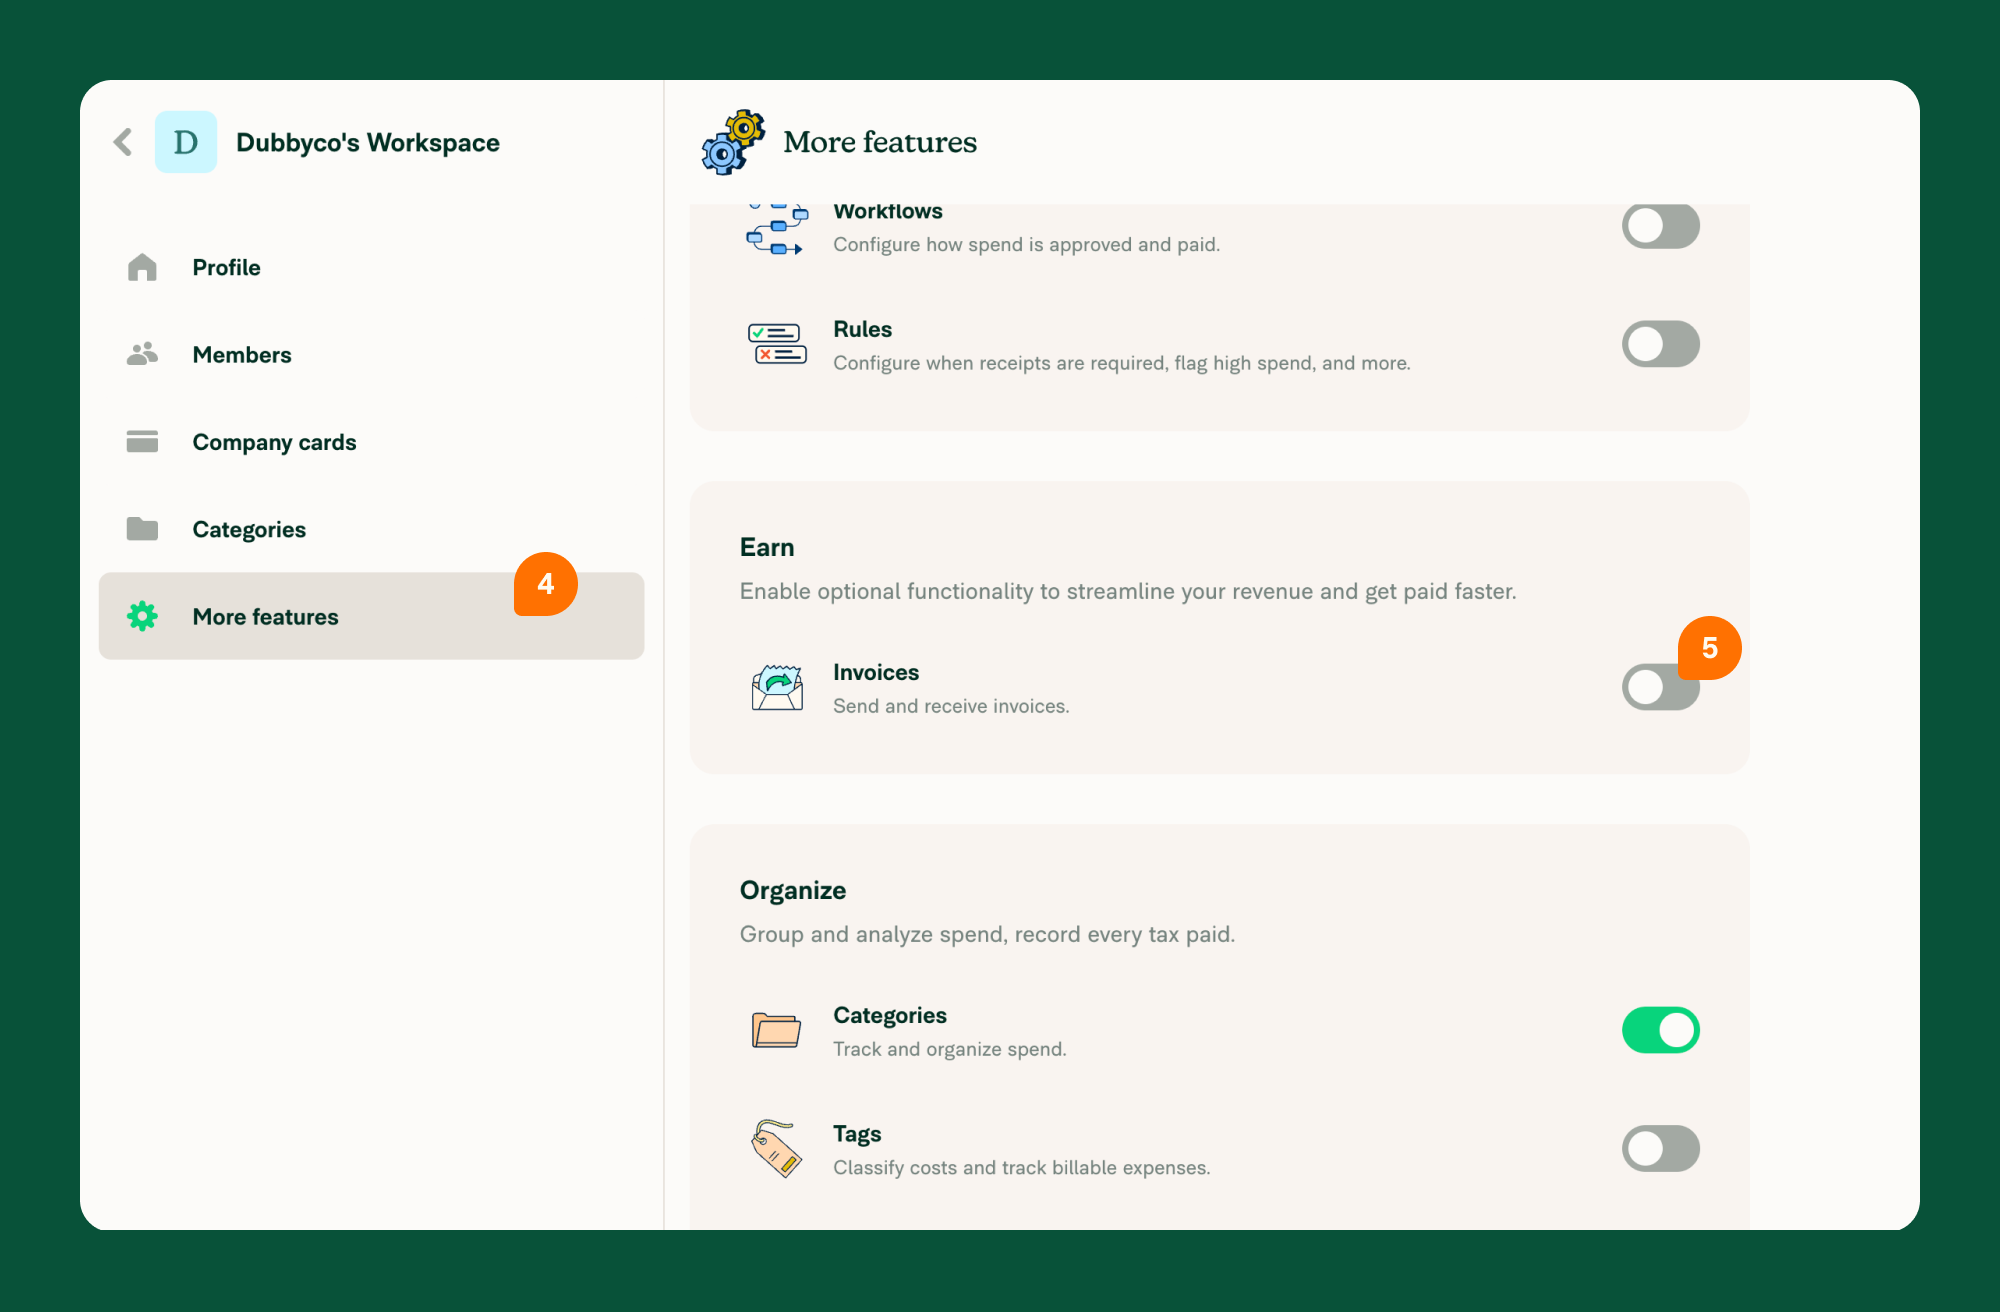 D
Dubbyco's Workspace
Profile
Members
Company cards
Categories
4
More features
More features
Workflows
Configure how spend is approved and paid.
Rules
Configure when receipts are required, flag high spend, and more.
Earn
Enable optional functionality to streamline your revenue and get paid faster.
5
Invoices
Send and receive invoices.
Organize
Group and analyze spend, record every tax paid.
Categories
Track and organize spend.
Tags
Classify costs and track billable expenses.